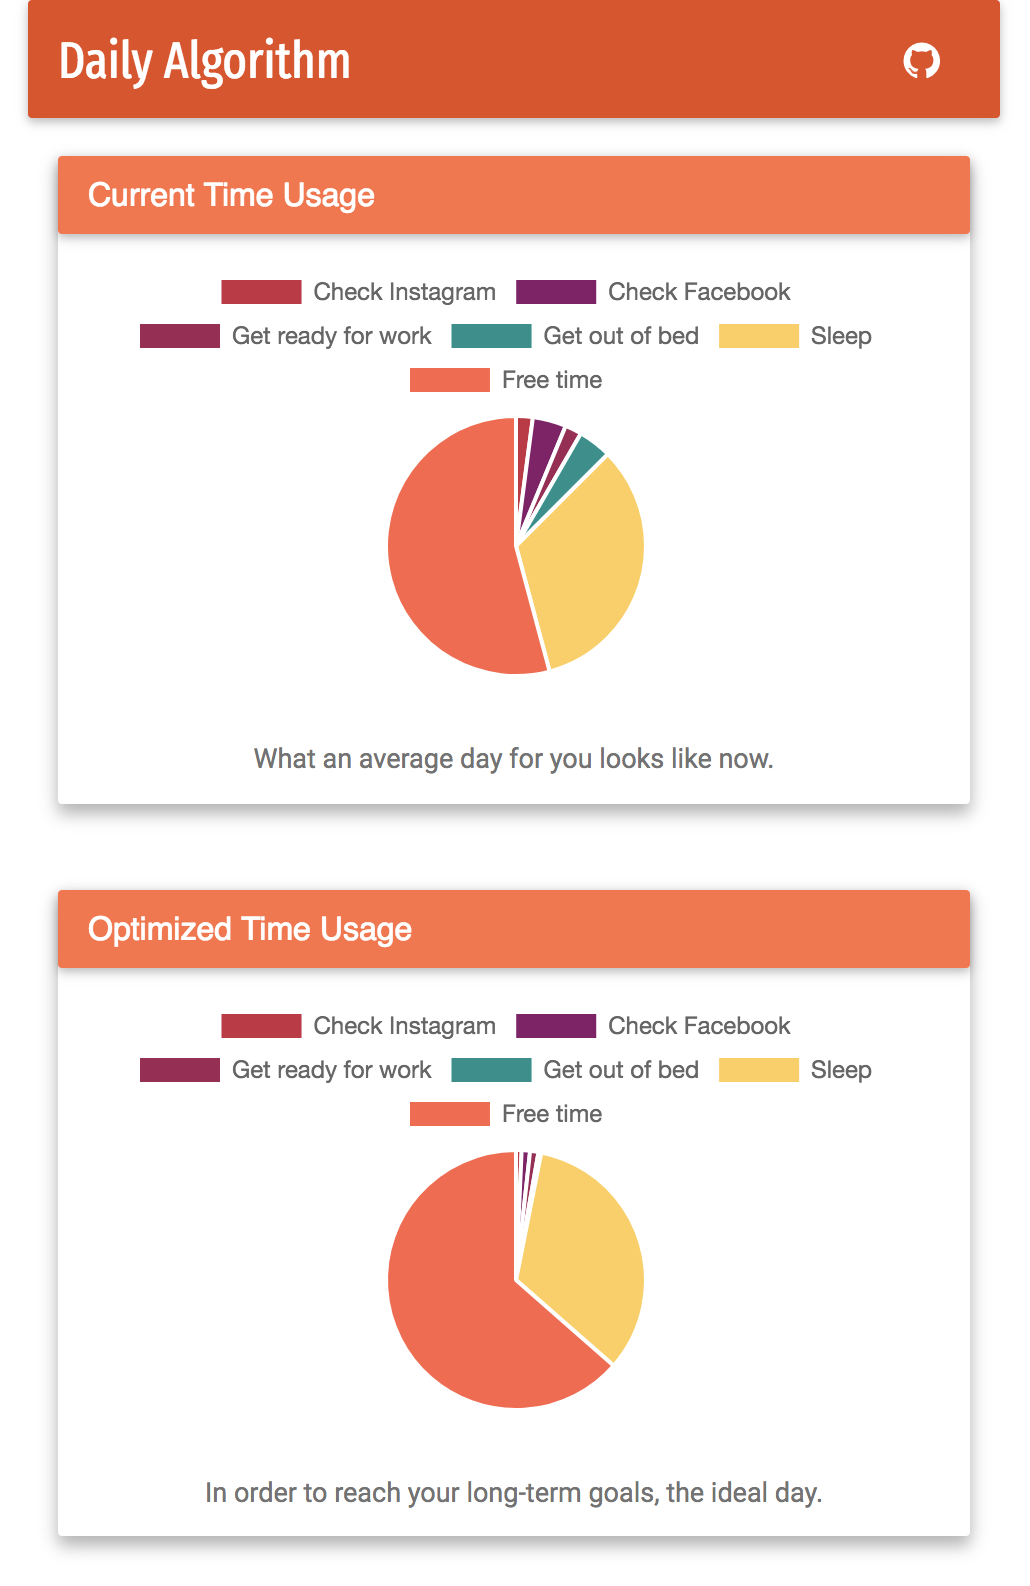 Daily Algorithm
Current Time Usage
Check Instagram Check Facebook
Get ready for work Get out of bed Sleep
Free time
What an average day for you looks like now.
Optimized Time Usage
Check Instagram Check Facebook
Get ready for work Get out of bed Sleep
Free time
In order to reach your long-term goals, the ideal day.